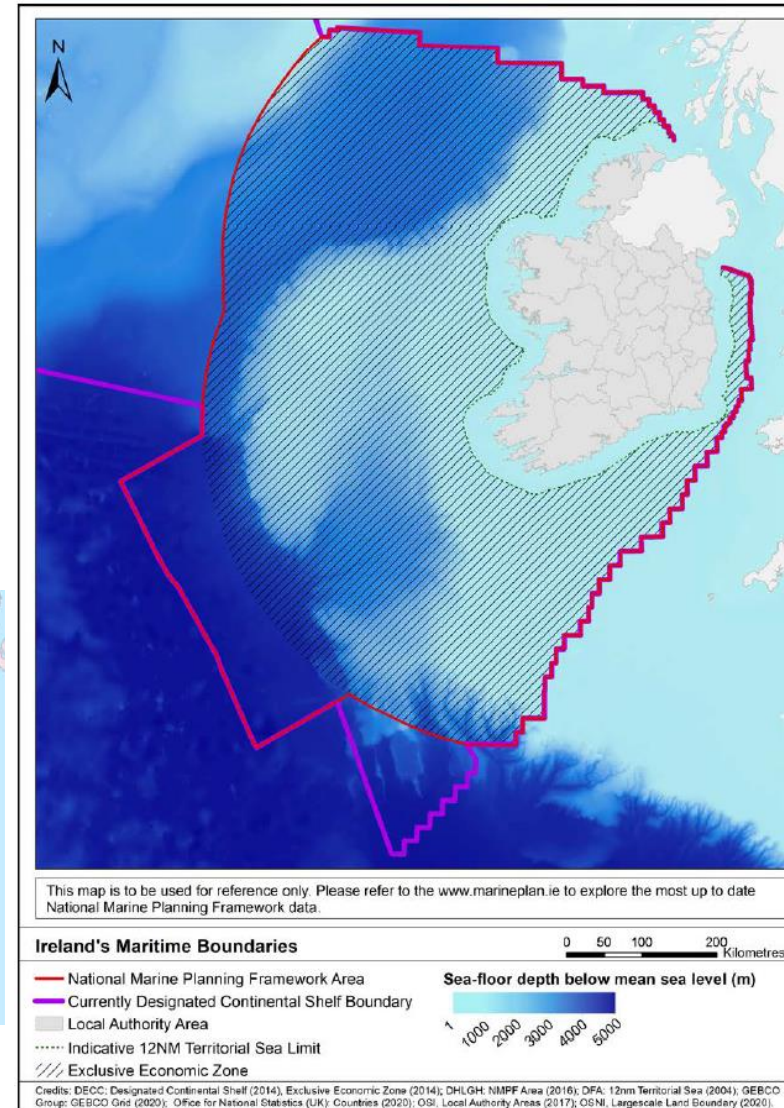 N
This map is to be used for reference only. Please refer to the www.marineplan.ie to explore the most up to date
National Marine Planning Framework data.
Ireland's Maritime Boundaries
0 50 100 200
Kilometres
National Marine Planning Framework Area
Currently Designated Continental Shelf Boundary
Local Authority Area
Indicative 12NM Territorial Sea Limit
Exclusive Economic Zone
Sea-floor depth below mean sea level (m)
1 1000 2000 3000 4000 5000
Credits: DECC: Designated Continental Shelf (2014), Exclusive Economic Zone (2014); DHLGH: NMPF Area (2016); DFA: 12nm Territorial Sea (2004); GEBCO
Group: GEBCO Grid (2020); Office for National Statistics (UK): Countries (2020); OSI, Local Authority Areas (2017); OSNI, Largescale Land Boundary (2020).